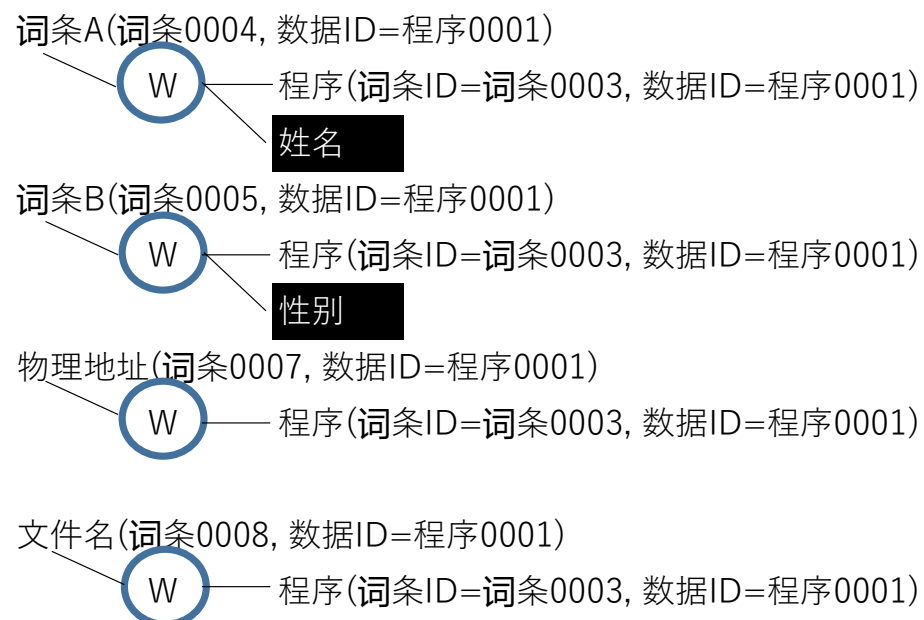 词条A(词条0004, 数据ID=程序0001)
W
程序(词条ID=词条0003, 数据ID=程序0001)
姓名
词条B(词条0005, 数据ID=程序0001)
W
程序(词条ID=词条0003, 数据ID=程序0001)
性别
物理地址(词条0007, 数据ID=程序0001)
W
程序(词条ID=词条0003, 数据ID=程序0001)
文件名(词条0008, 数据ID=程序0001)
W
程序(词条ID=词条0003, 数据ID=程序0001)